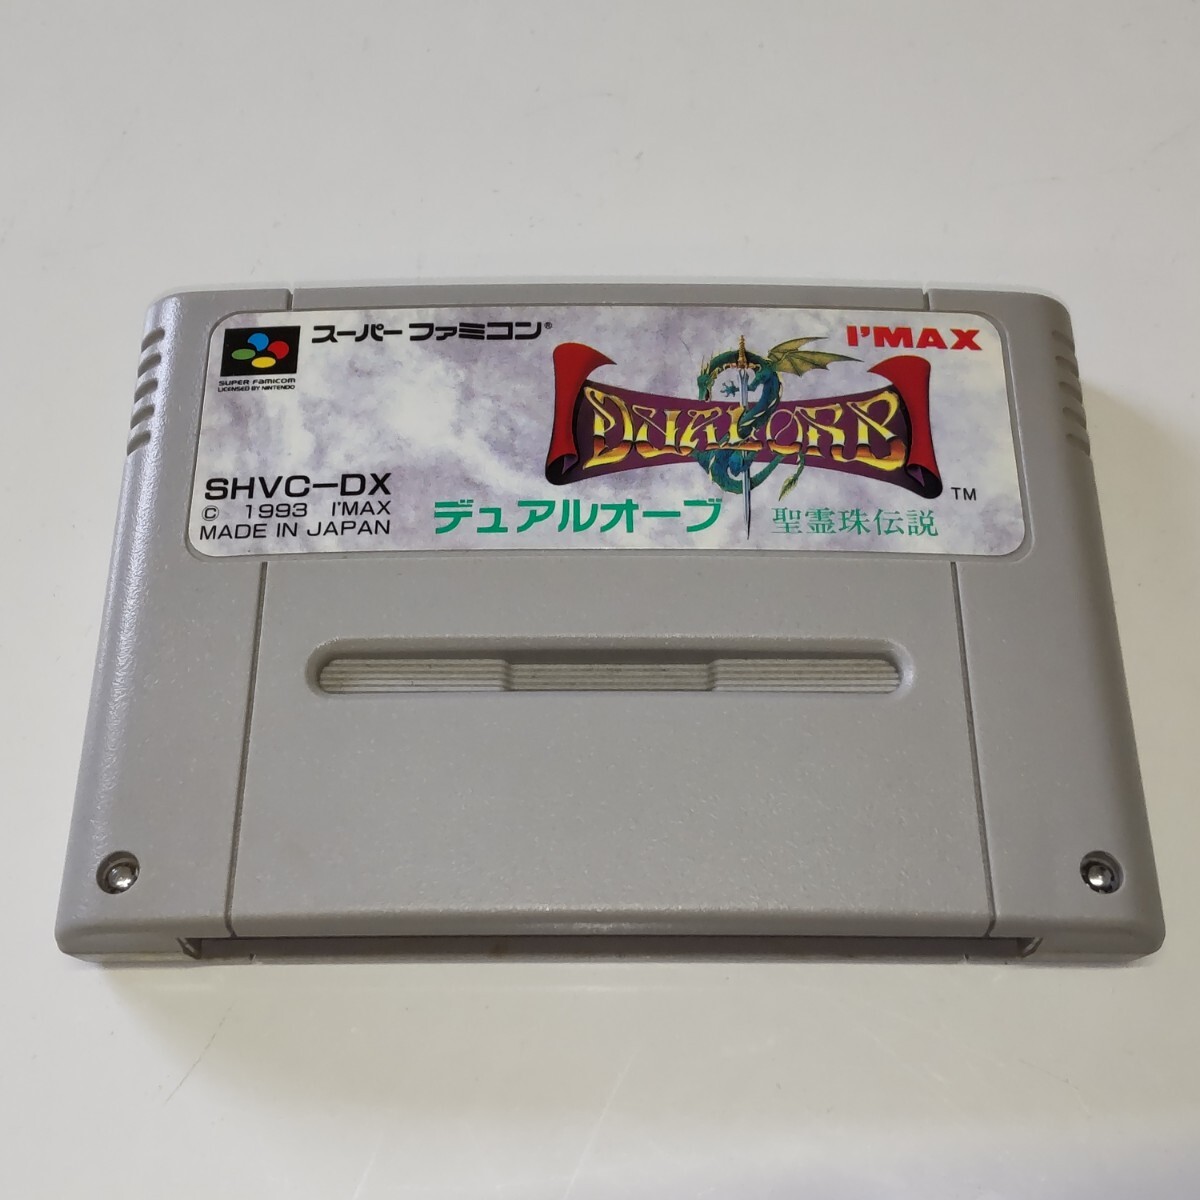 スーパーファミコン®
I'MAX
SUPER FAMICOM
LICENSED BY NINTENDO
DUAL ORB
TM
SHVC-DX
© 1993 I'MAX
MADE IN JAPAN
デュアルオーブ 聖霊珠伝説